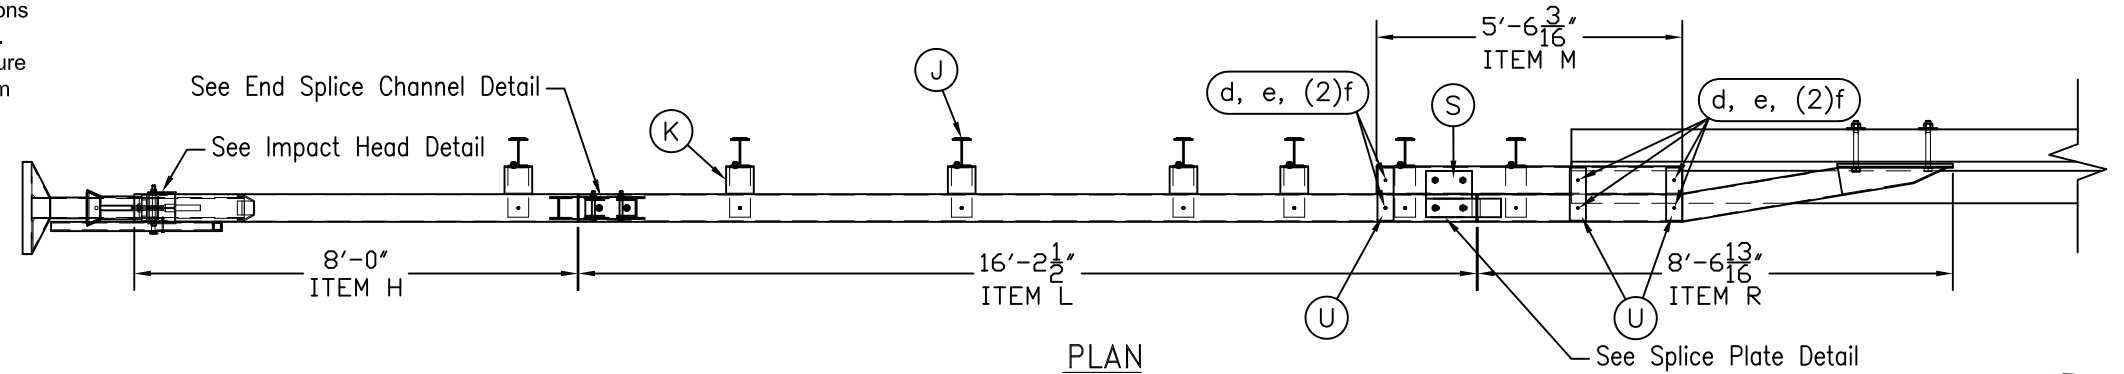 ons
.
ure
m
See End Splice Channel Detail
See Impact Head Detail
K
J
d, e, (2)f
5'-6 3/16"
ITEM M
S
d, e, (2)f
8'-0"
ITEM H
16'-2 1/2"
ITEM L
8'-6 13/16"
ITEM R
U
U
See Splice Plate Detail
PLAN